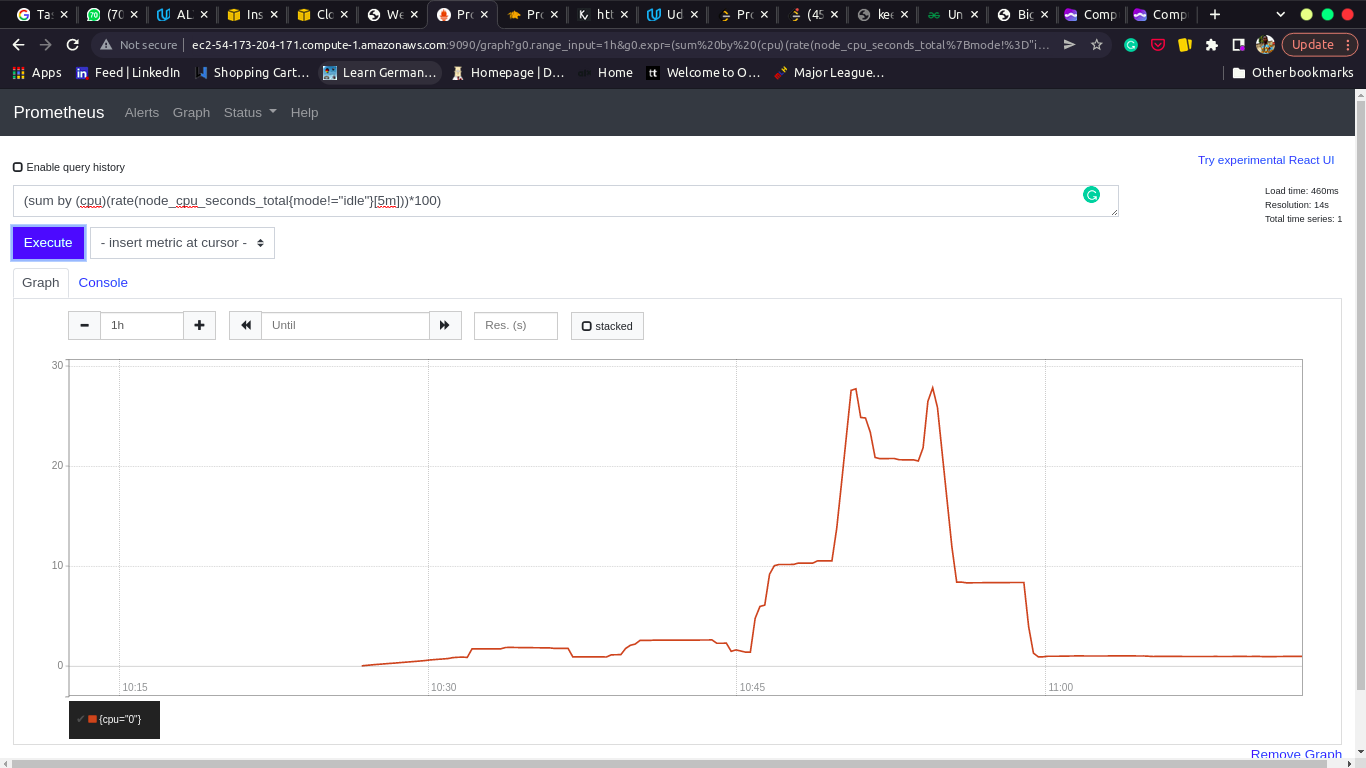 Ta:
(70
AL
Ins
Clo
We
Pro
Pro
htt
Ud
Pro
(45
kee
Un
Big
Comp
Comp
Not secure
ec2-54-173-204-171.compute-1.amazonaws.com:9090/graph?g0.range_input=1h&g0.expr=(sum%20by%20(cpu)(rate(node_cpu_seconds_total%7Bmode!%3D"i...
Update
Apps
Feed | LinkedIn
Shopping Cart...
Learn German...
Homepage | D...
Home
tt
Welcome to O...
Major League...
Other bookmarks
Prometheus
Alerts
Graph
Status
Help
Enable query history
Try experimental React UI
(sum by (cpu)(rate(node_cpu_seconds_total{mode!="idle"}[5m]))*100)
Load time: 460ms
Resolution: 14s
Total time series: 1
Execute
- insert metric at cursor -
Graph
Console
1h
Until
Res. (s)
stacked
30
20
10
0
10:15
10:30
10:45
11:00
{cpu="0"}
Remove Graph